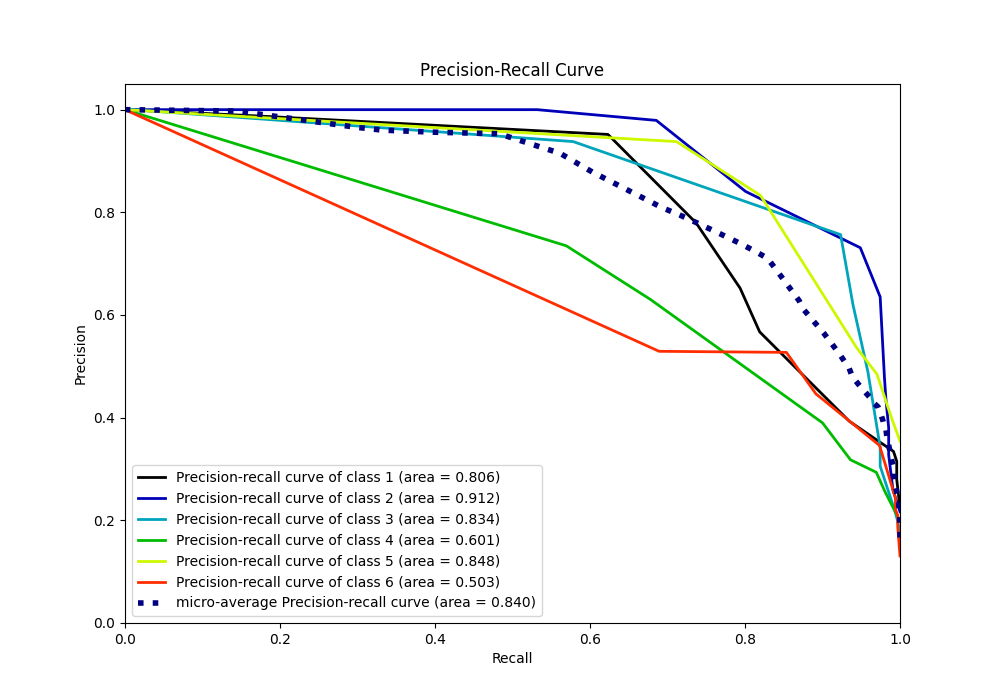 Precision-Recall Curve
Precision
1.0
0.8
0.6
0.4
0.2
0.0
Precision-recall curve of class 1 (area = 0.806)
Precision-recall curve of class 2 (area = 0.912)
Precision-recall curve of class 3 (area = 0.834)
Precision-recall curve of class 4 (area = 0.601)
Precision-recall curve of class 5 (area = 0.848)
Precision-recall curve of class 6 (area = 0.503)
micro-average Precision-recall curve (area = 0.840)
0.0 0.2 0.4 0.6 0.8 1.0
Recall